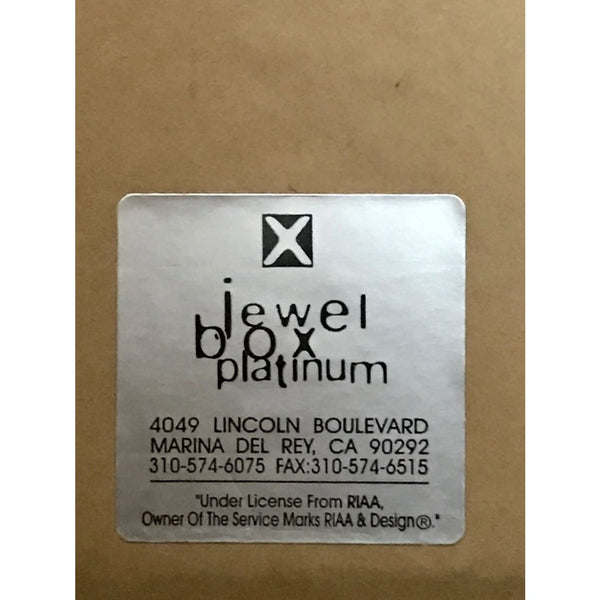 X
jewel
box
platinum
4049 LINCOLN BOULEVARD
MARINA DEL REY, CA 90292
310-574-6075 FAX:310-574-6515
"Under License From RIAA,
Owner Of The Service Marks RIAA & Design®."